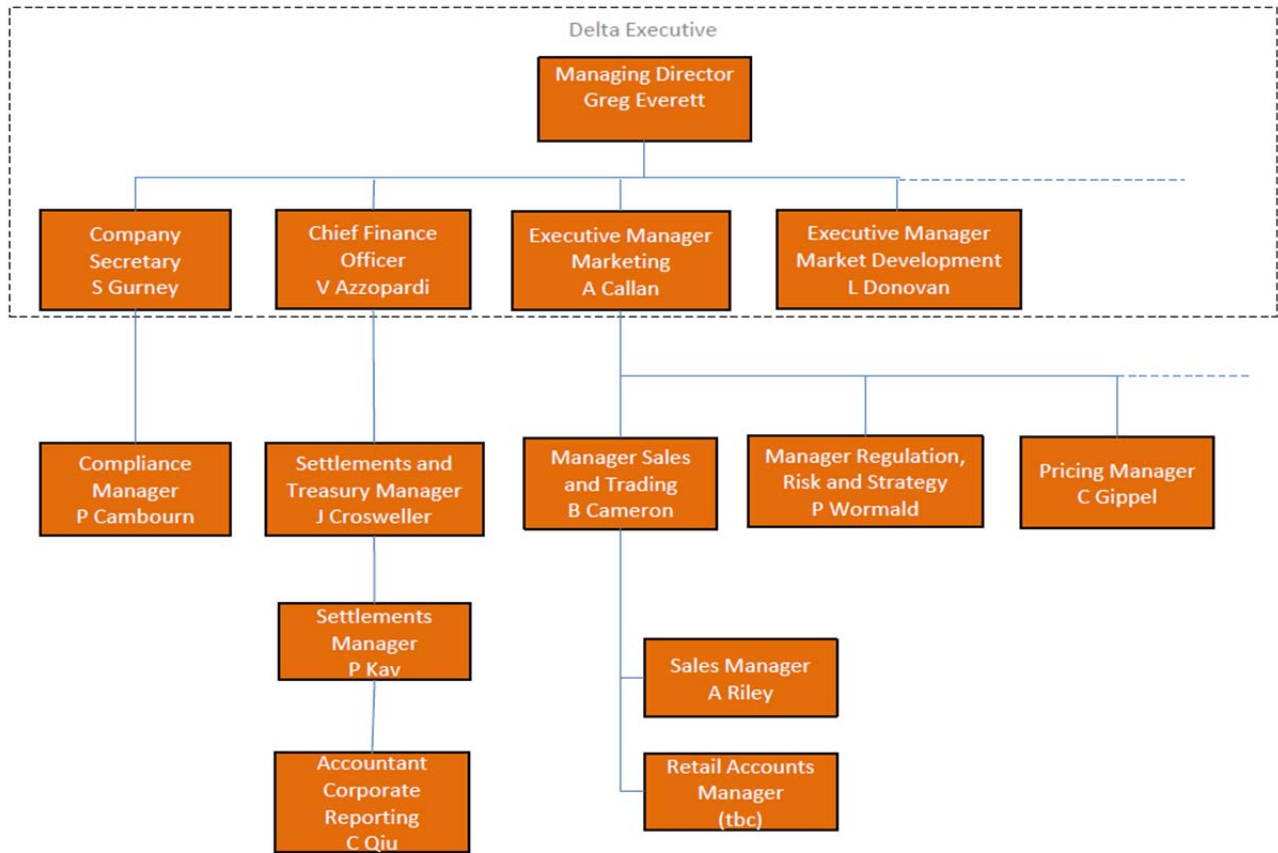 Delta Executive
Managing Director
Greg Everett
Company
Secretary
S Gurney
Chief Finance
Officer
V Azzopardi
Executive Manager
Marketing
A Callan
Executive Manager
Market Development
L Donovan
Compliance
Manager
P Cambourn
Settlements and
Treasury Manager
J Crosweller
Manager Sales
and Trading
B Cameron
Manager Regulation,
Risk and Strategy
P Wormald
Pricing Manager
C Gippel
Settlements
Manager
P Kav
Sales Manager
A Riley
Accountant
Corporate
Reporting
C Qiu
Retail Accounts
Manager
(tbc)